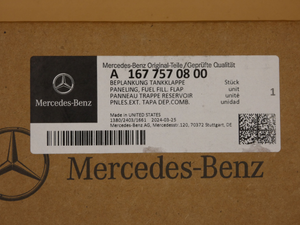 Mercedes-Benz Original-Teile/Geprüfte Qualität
A 167 757 08 00
BEPLANKUNG TANKKLAPPE Stück
PANELING, FUEL FILL. FLAP unit
PANNEAU TRAPPE RESERVOIR unité
PNLES.EXT. TAPA DEP.COMB. unidad
1
Mercedes-Benz
Made in UNITED STATES
2024-03-25
Mercedes-Benz AG, Mercedesstr. 120, 70372 Stuttgart, DE
Mercedes-Benz